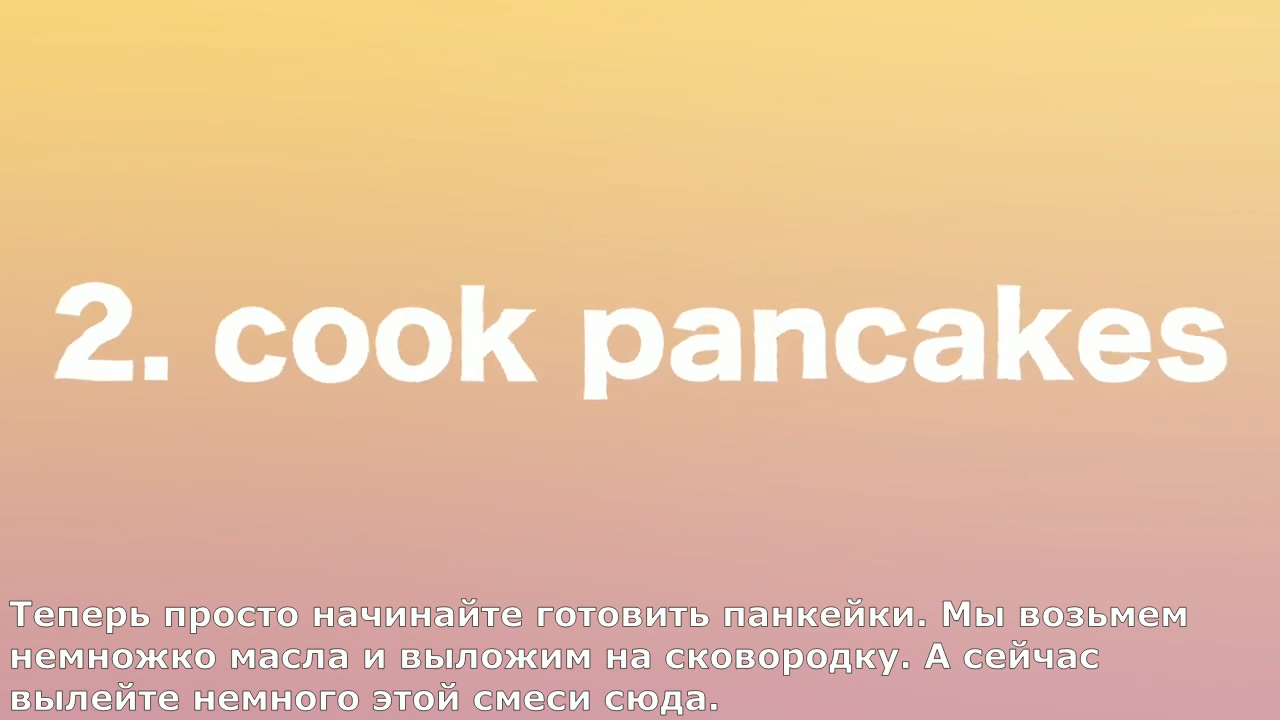 2. cook pancakes
Теперь просто начинайте готовить панкейки. Мы возьмем
немножко масла и выложим на сковородку. А сейчас
вылейте немного этой смеси сюда.